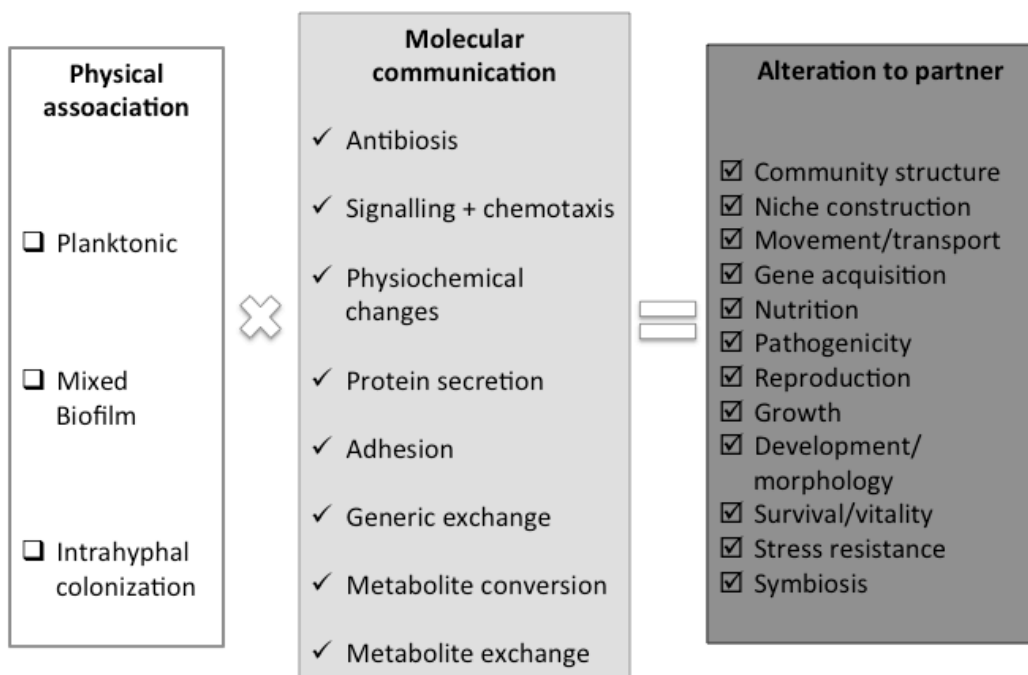 Physical
assoaciation
❑ Planktonic
❑ Mixed
Biofilm
❑ Intrahyphal
colonization
Molecular
communication
✓ Antibiosis
✓ Signalling + chemotaxis
✓ Physiochemical
changes
✓ Protein secretion
✓ Adhesion
✓ Generic exchange
✓ Metabolite conversion
✓ Metabolite exchange
Alteration to partner
☑ Community structure
☑ Niche construction
☑ Movement/transport
☑ Gene acquisition
☑ Nutrition
☑ Pathogenicity
☑ Reproduction
☑ Growth
☑ Development/
morphology
☑ Survival/vitality
☑ Stress resistance
☑ Symbiosis